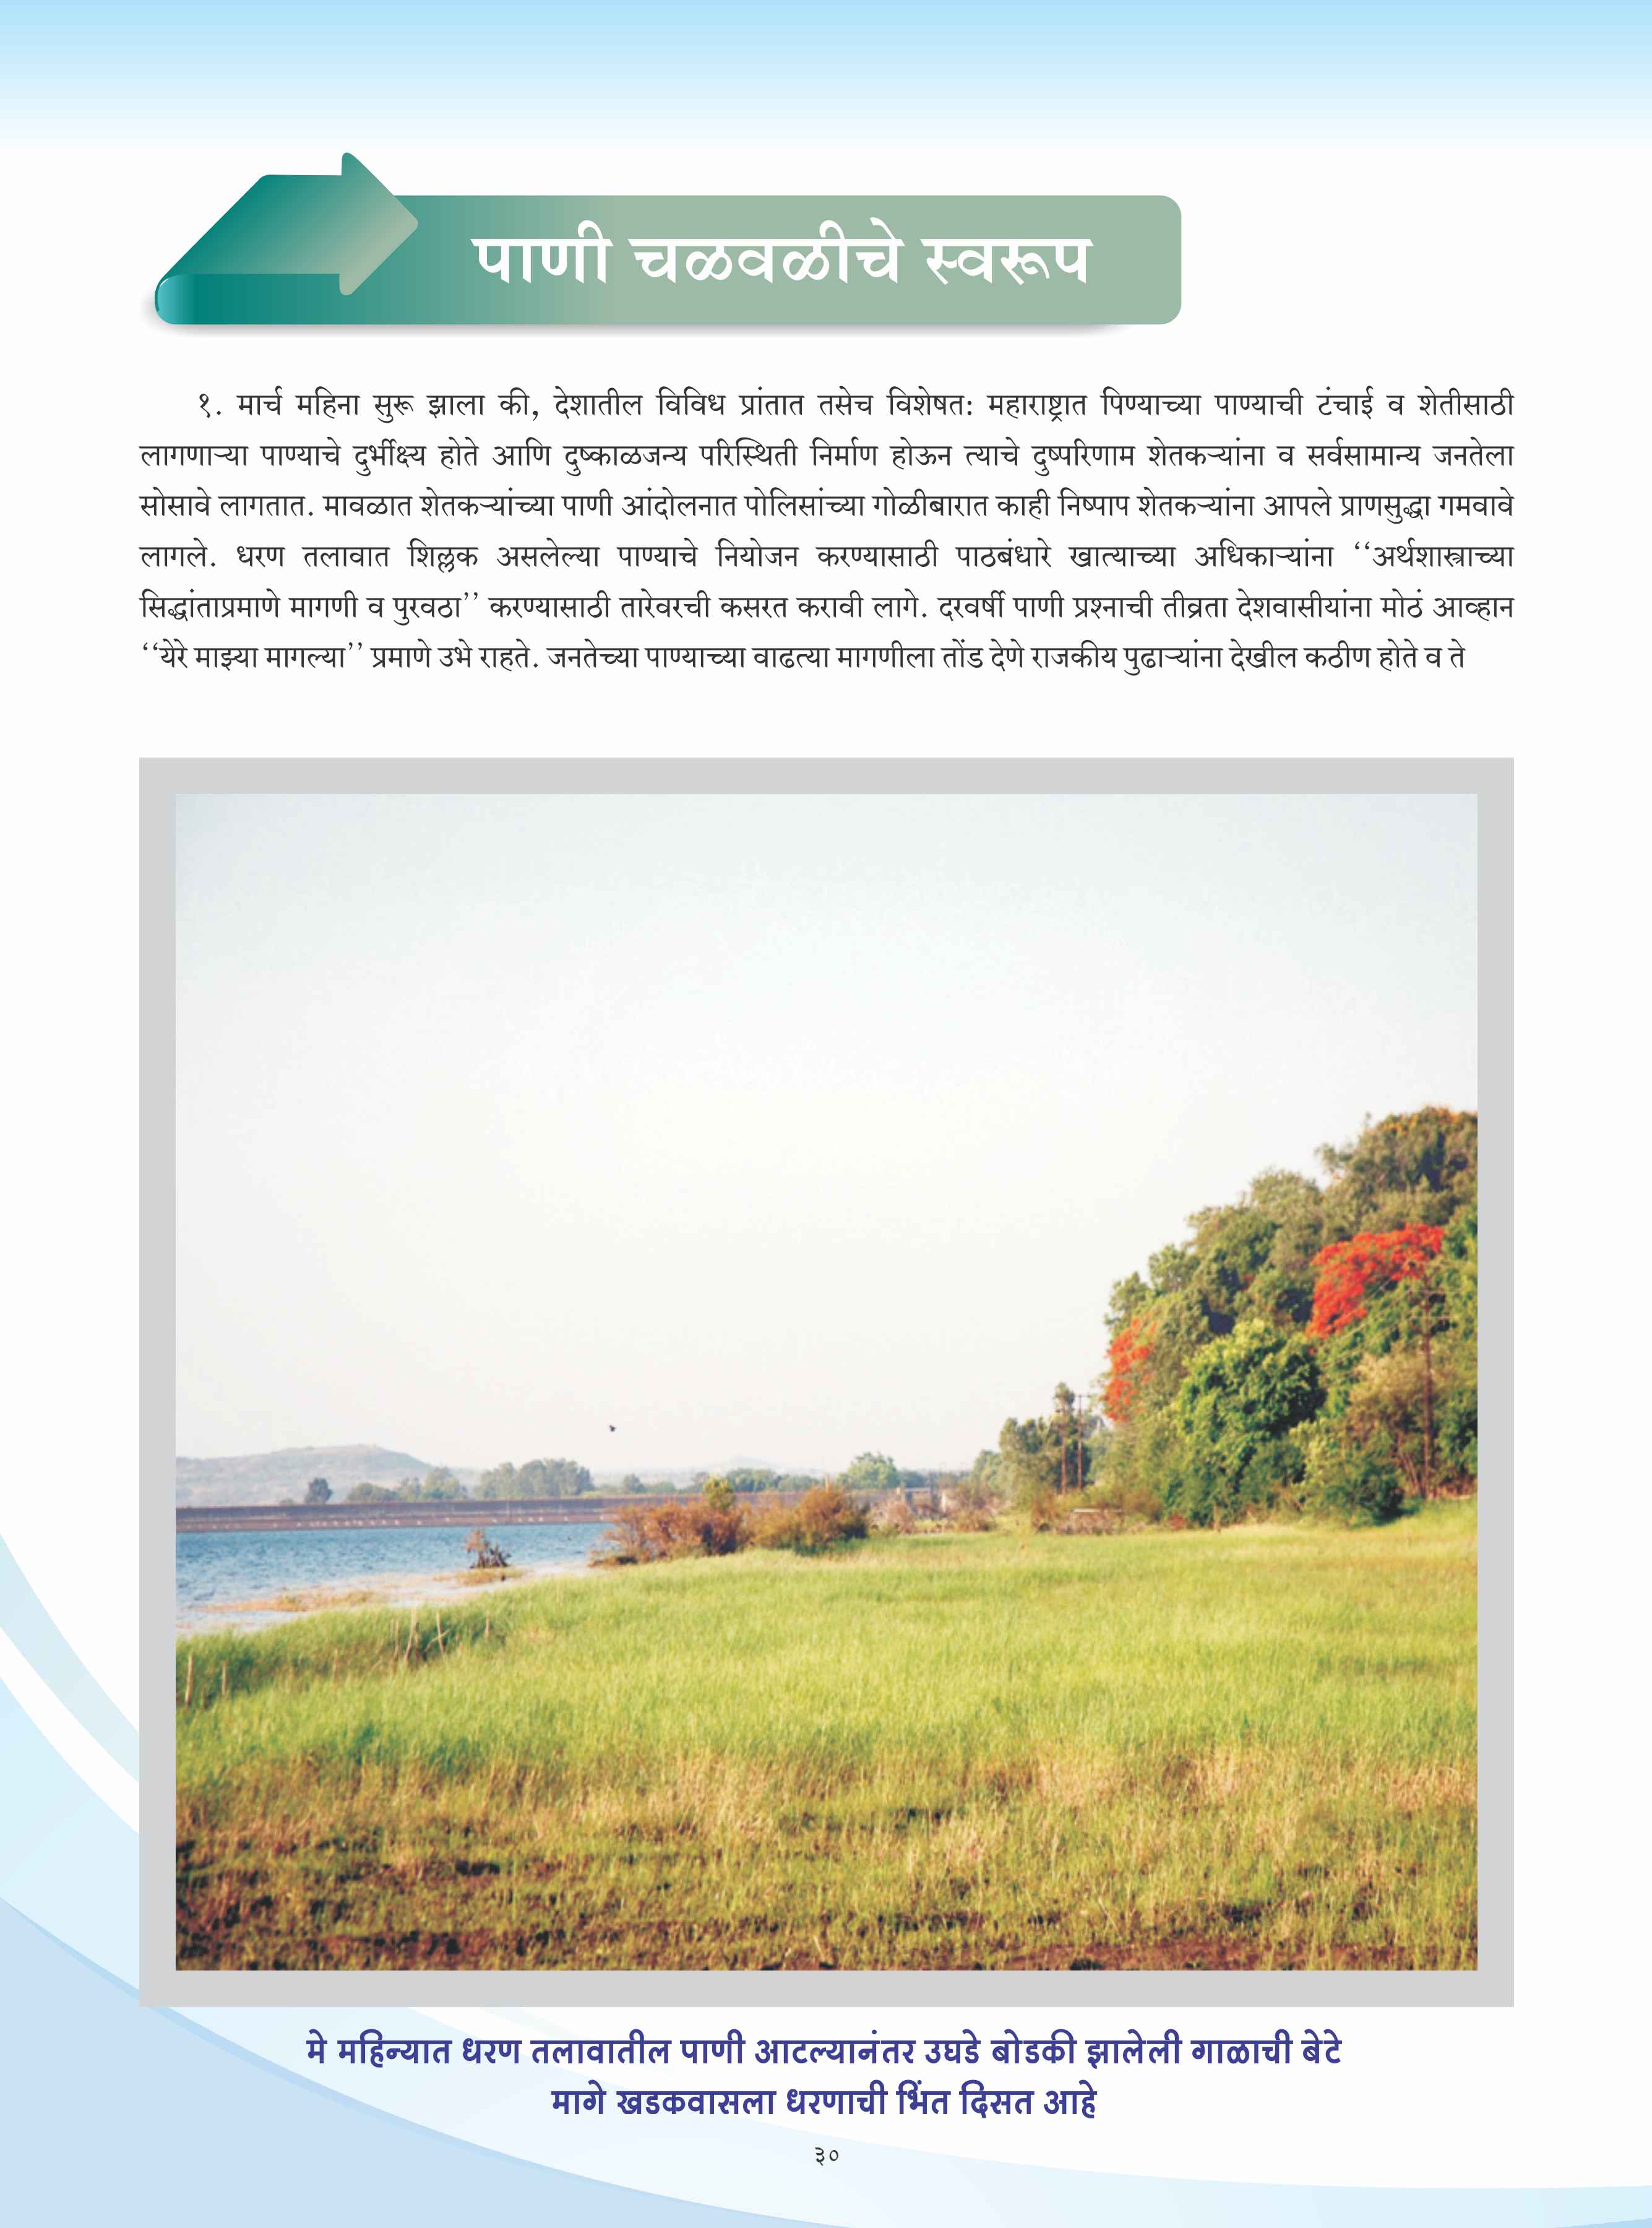 पाणी चळवळीचे स्वरूप
१. मार्च महिना सुरू झाला की, देशातील विविध प्रांतात तसेच विशेषत: महाराष्ट्रात पिण्याच्या पाण्याची टंचाई व शेतीसाठी
लागणाऱ्या पाण्याचे दुर्भीक्ष्य होते आणि दुष्काळजन्य परिस्थिती निर्माण होऊन त्याचे दुष्परिणाम शेतकऱ्यांना व सर्वसामान्य जनतेला
सोसावे लागतात. मावळात शेतकऱ्यांच्या पाणी आंदोलनात पोलिसांच्या गोळीबारात काही निष्पाप शेतकऱ्यांना आपले प्राणसुद्धा गमवावे
लागले. धरण तलावात शिल्लक असलेल्या पाण्याचे नियोजन करण्यासाठी पाठबंधारे खात्याच्या अधिकाऱ्यांना ‘‘अर्थशास्त्राच्या
सिद्धांताप्रमाणे मागणी व पुरवठा’’ करण्यासाठी तारेवरची कसरत करावी लागे. दरवर्षी पाणी प्रश्नाची तीव्रता देशवासीयांना मोठं आव्हान
‘‘येरे माझ्या मागल्या’’ प्रमाणे उभे राहते. जनतेच्या पाण्याच्या वाढत्या मागणीला तोंड देणे राजकीय पुढाऱ्यांना देखील कठीण होते व ते
मे महिन्यात धरण तलावातील पाणी आटल्यानंतर उघडे बोडकी झालेली गाळाची बेटे
मागे खडकवासला धरणाची भिंत दिसत आहे
३०